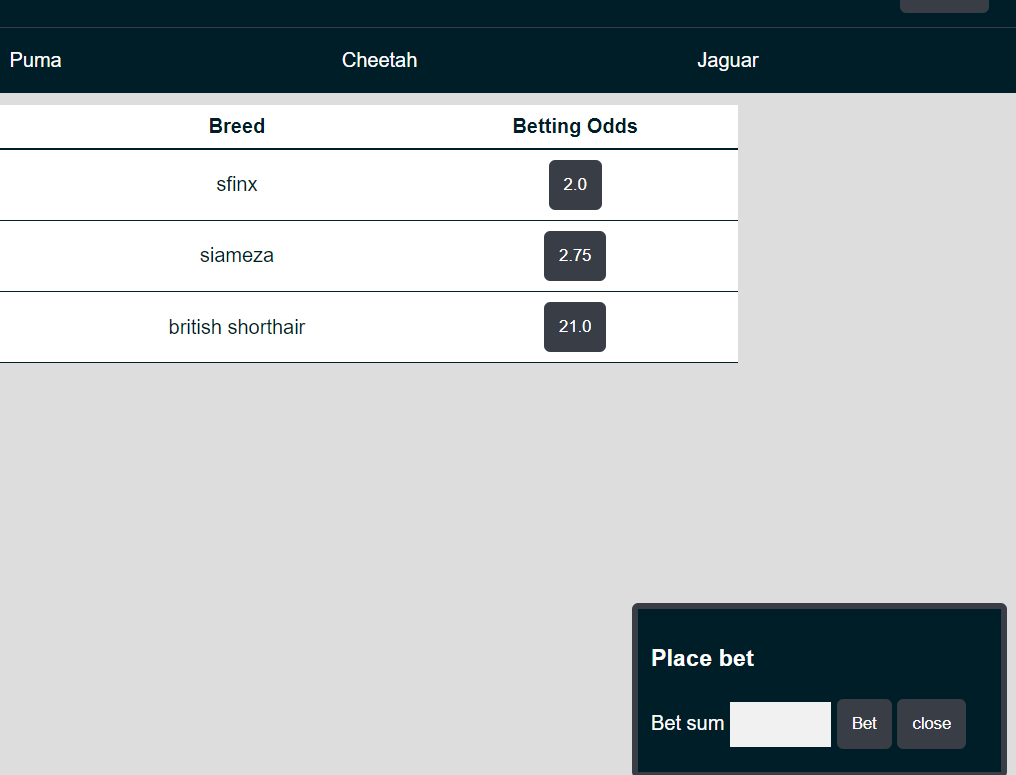 Puma Cheetah Jaguar
Breed Betting Odds
sfinx 2.0
siameza 2.75
british shorthair 21.0
Place bet
Bet sum Bet close